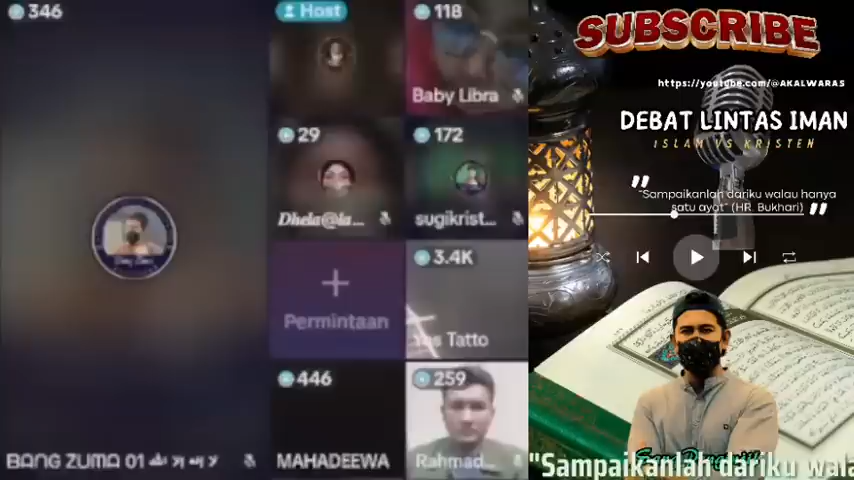 346
Host
118
Baby Libra
29
Dhela@la...
172
sugikrist...
Permintaan
3.4K
Tatto
446
MAHADEEWA
259
Rahmad...
BANG ZUMA 01
SUBSCRIBE
https://youtube.com/@AKALWARAS
DEBAT LINTAS IMAN
ISLAM VS KRISTEN
"Sampaikanlah dariku walau hanya
satu ayat" (HR. Bukhari)
"Sampaikanlah dariku wala